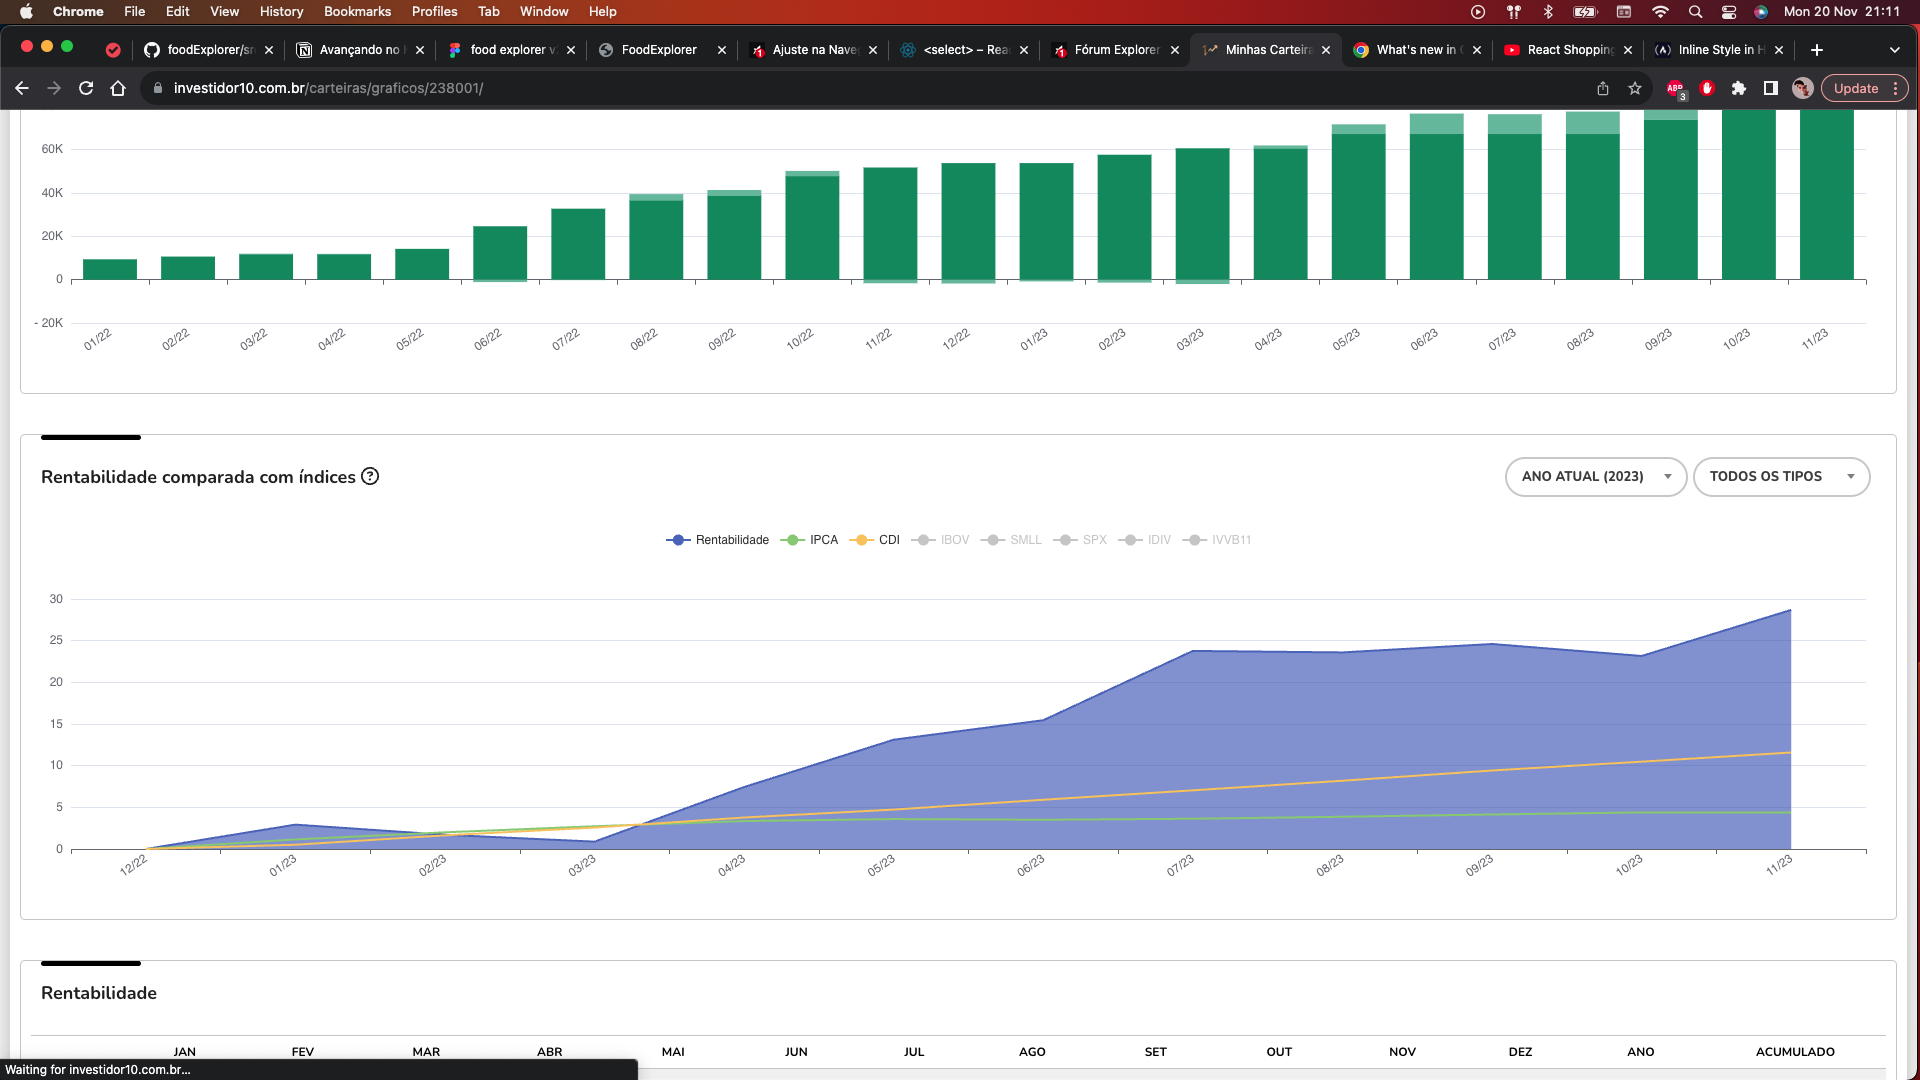 Chrome File Edit View History Bookmarks Profiles Tab Window Help Mon 20 Nov 21:11
foodExplorer/sr Avançando no food explorer v FoodExplorer Ajuste na Nave <select> – Rea Fórum Explorer Minhas Carteira What's new in React Shopping Inline Style in H
investidor10.com.br/carteiras/graficos/238001/ ABP 3 Update
60K
40K
20K
0
- 20K
01/22 02/22 03/22 04/22 05/22 06/22 07/22 08/22 09/22 10/22 11/22 12/22 01/23 02/23 03/23 04/23 05/23 06/23 07/23 08/23 09/23 10/23 11/23
Rentabilidade comparada com índices ? ANO ATUAL (2023) TODOS OS TIPOS
Rentabilidade IPCA CDI IBOV SMLL SPX IDIV IVVB11
30
25
20
15
10
5
0
12/22 01/23 02/23 03/23 04/23 05/23 06/23 07/23 08/23 09/23 10/23 11/23
Rentabilidade
JAN FEV MAR ABR MAI JUN JUL AGO SET OUT NOV DEZ ANO ACUMULADO
Waiting for investidor10.com.br...